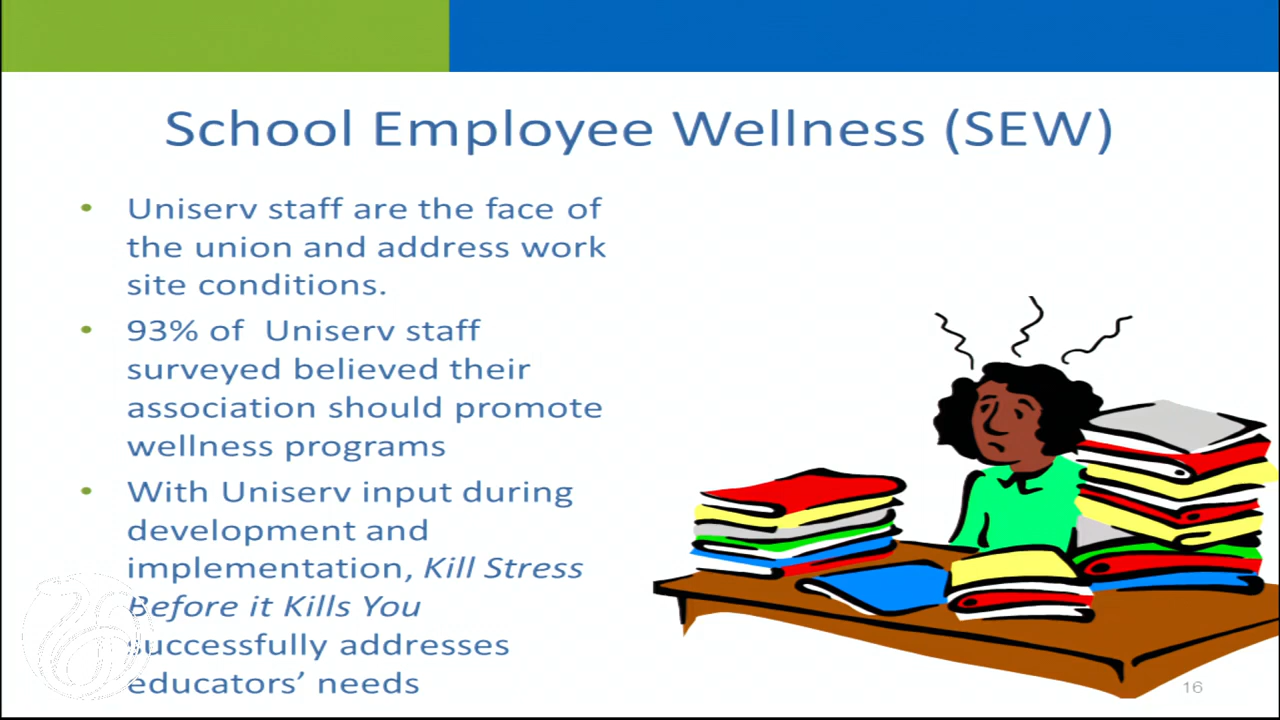 School Employee Wellness (SEW)
• Uniserv staff are the face of
the union and address work
site conditions.
• 93% of Uniserv staff
surveyed believed their
association should promote
wellness programs
• With Uniserv input during
development and
implementation, Kill Stress
Before it Kills You
successfully addresses
educators’ needs
16